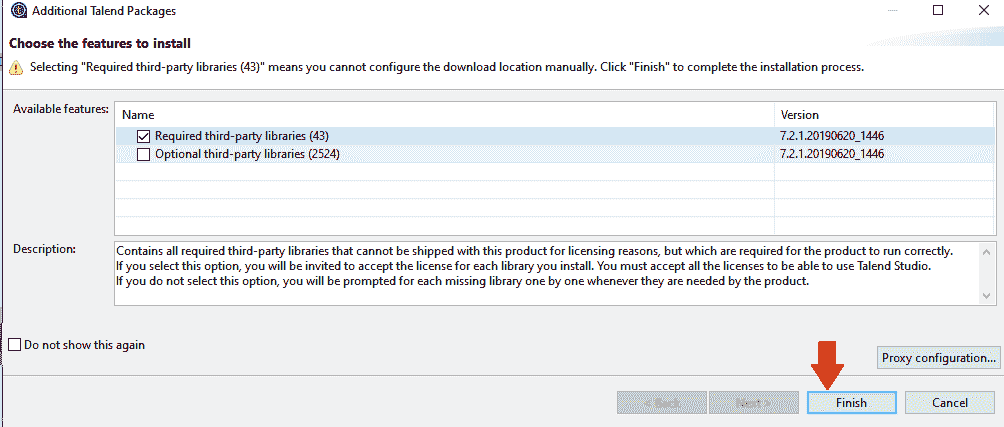 Additional Talend Packages
Choose the features to install
Selecting "Required third-party libraries (43)" means you cannot configure the download location manually. Click "Finish" to complete the installation process.
Available features:
Name Version
Required third-party libraries (43) 7.2.1.20190620_1446
Optional third-party libraries (2524) 7.2.1.20190620_1446
Description:
Contains all required third-party libraries that cannot be shipped with this product for licensing reasons, but which are required for the product to run correctly.
If you select this option, you will be invited to accept the license for each library you install. You must accept all the licenses to be able to use Talend Studio.
If you do not select this option, you will be prompted for each missing library one by one whenever they are needed by the product.
Do not show this again
Proxy configuration...
< Back Next > Finish Cancel